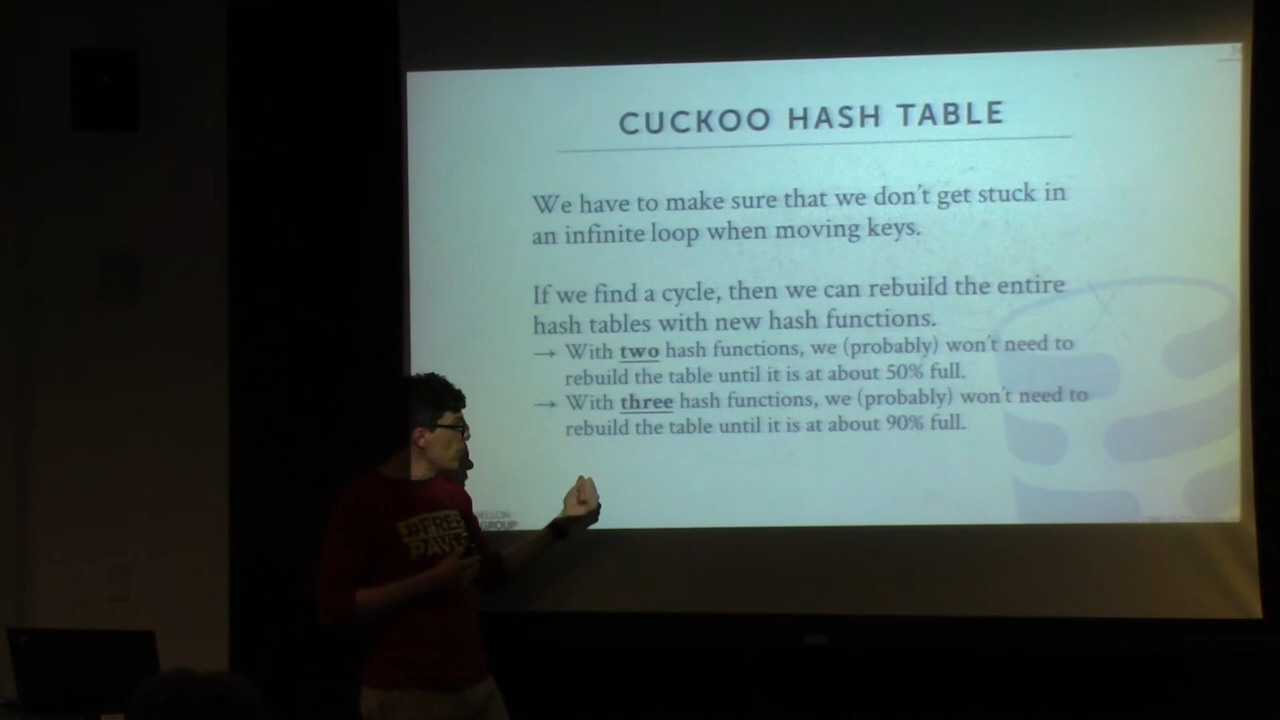 CUCKOO HASH TABLE
We have to make sure that we don't get stuck in
an infinite loop when moving keys.
If we find a cycle, then we can rebuild the entire
hash tables with new hash functions.
→ With two hash functions, we (probably) won't need to
rebuild the table until it is at about 50% full.
→ With three hash functions, we (probably) won't need to
rebuild the table until it is at about 90% full.
GROUP
#FREE